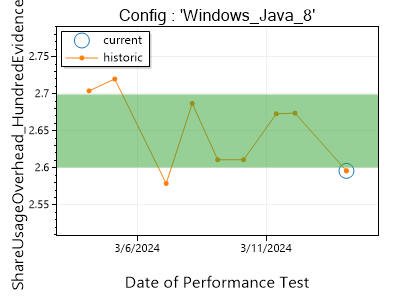 Config : 'Windows_Java_8'
current
historic
2.75
2.7
2.65
2.6
2.55
ShareUsageOverhead_HundredEvidence
3/6/2024
3/11/2024
Date of Performance Test